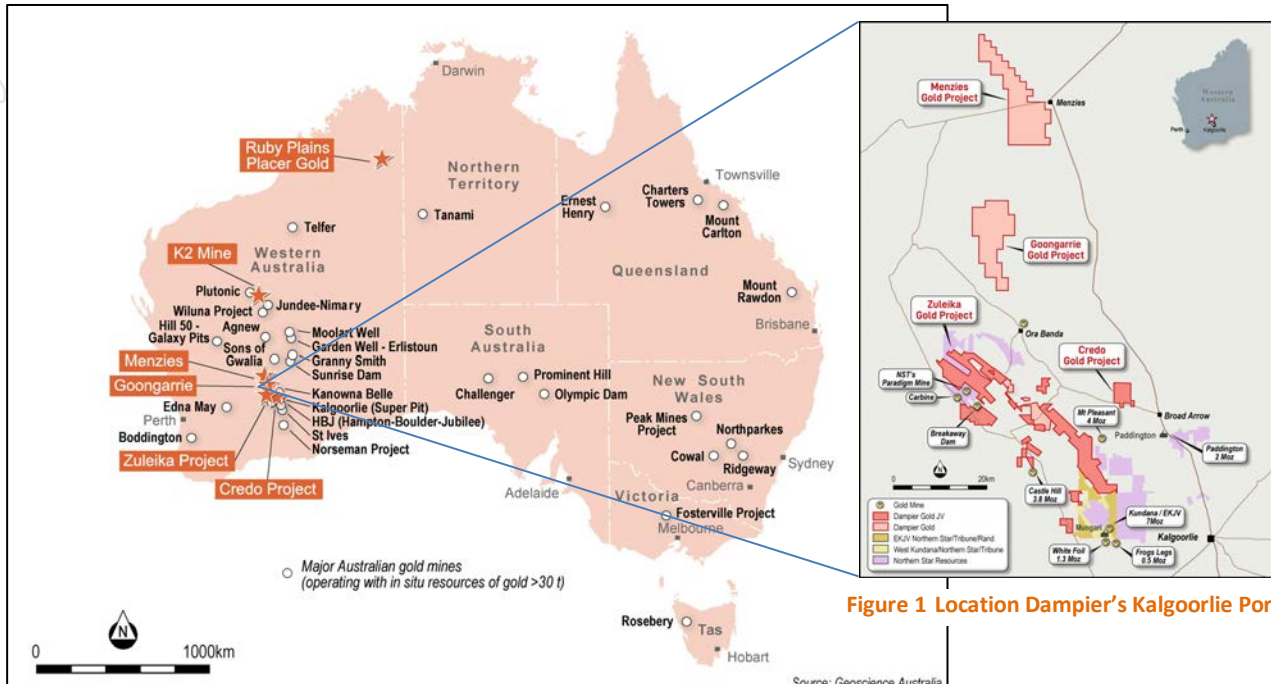 Darwin
Ruby Plains
Placer Gold
Northern
Territory
Townsville
Charters
Towers
Ernest
Henry
Mount
Carlton
Tanami
Telfer
Western
Australia
K2 Mine
Queensland
Plutonic
Jundee-Nimary
Wiluna Project
Mount
Rawdon
Hill 50 -
Galaxy Pits
Agnew
Moolart Well
Brisbane
Garden Well - Erlistoun
Sons of
Gwalia
Granny Smith
South
Australia
Sunrise Dam
Menzies
Prominent Hill
Goongarrie
Kanowna Belle
Challenger
Olympic Dam
New South
Wales
Edna May
Kalgoorlie (Super Pit)
Perth
HBJ (Hampton-Boulder-Jubilee)
Peak Mines
Project
Northparkes
Boddington
St Ives
Norseman Project
Zuleika Project
Cowal
Ridgeway
Sydney
Credo Project
Adelaide
Canberra
Victoria
Fosterville Project
Melbourne
Major Australian gold mines
(operating with in situ resources of gold >30 t)
Rosebery
Tas
Hobart
N
0
1000km
Source: Geoscience Australia
Menzies
Gold Project
Menzies
Western
Australia
Perth
Kalgoorlie
Goongarrie
Gold Project
Zuleika
Gold Project
Ora Banda
Credo
Gold Project
NST's
Paradigm Mine
Carbine
Mt Pleasant
4 Moz
Broad Arrow
Breakaway
Dam
Paddington
Paddington
2 Moz
N
0
20km
Castle Hill
3.8 Moz
Gold Mine
Dampier Gold JV
Dampier Gold
EKJV Northern Star/Tribune/Rand
West Kundana/Northern Star/Tribune
Northern Star Resources
Kundana / EKJV
7Moz
Mungari
Kalgoorlie
White Foil
1.3 Moz
Frogs Legs
0.5 Moz
Figure 1 Location Dampier's Kalgoorlie Por